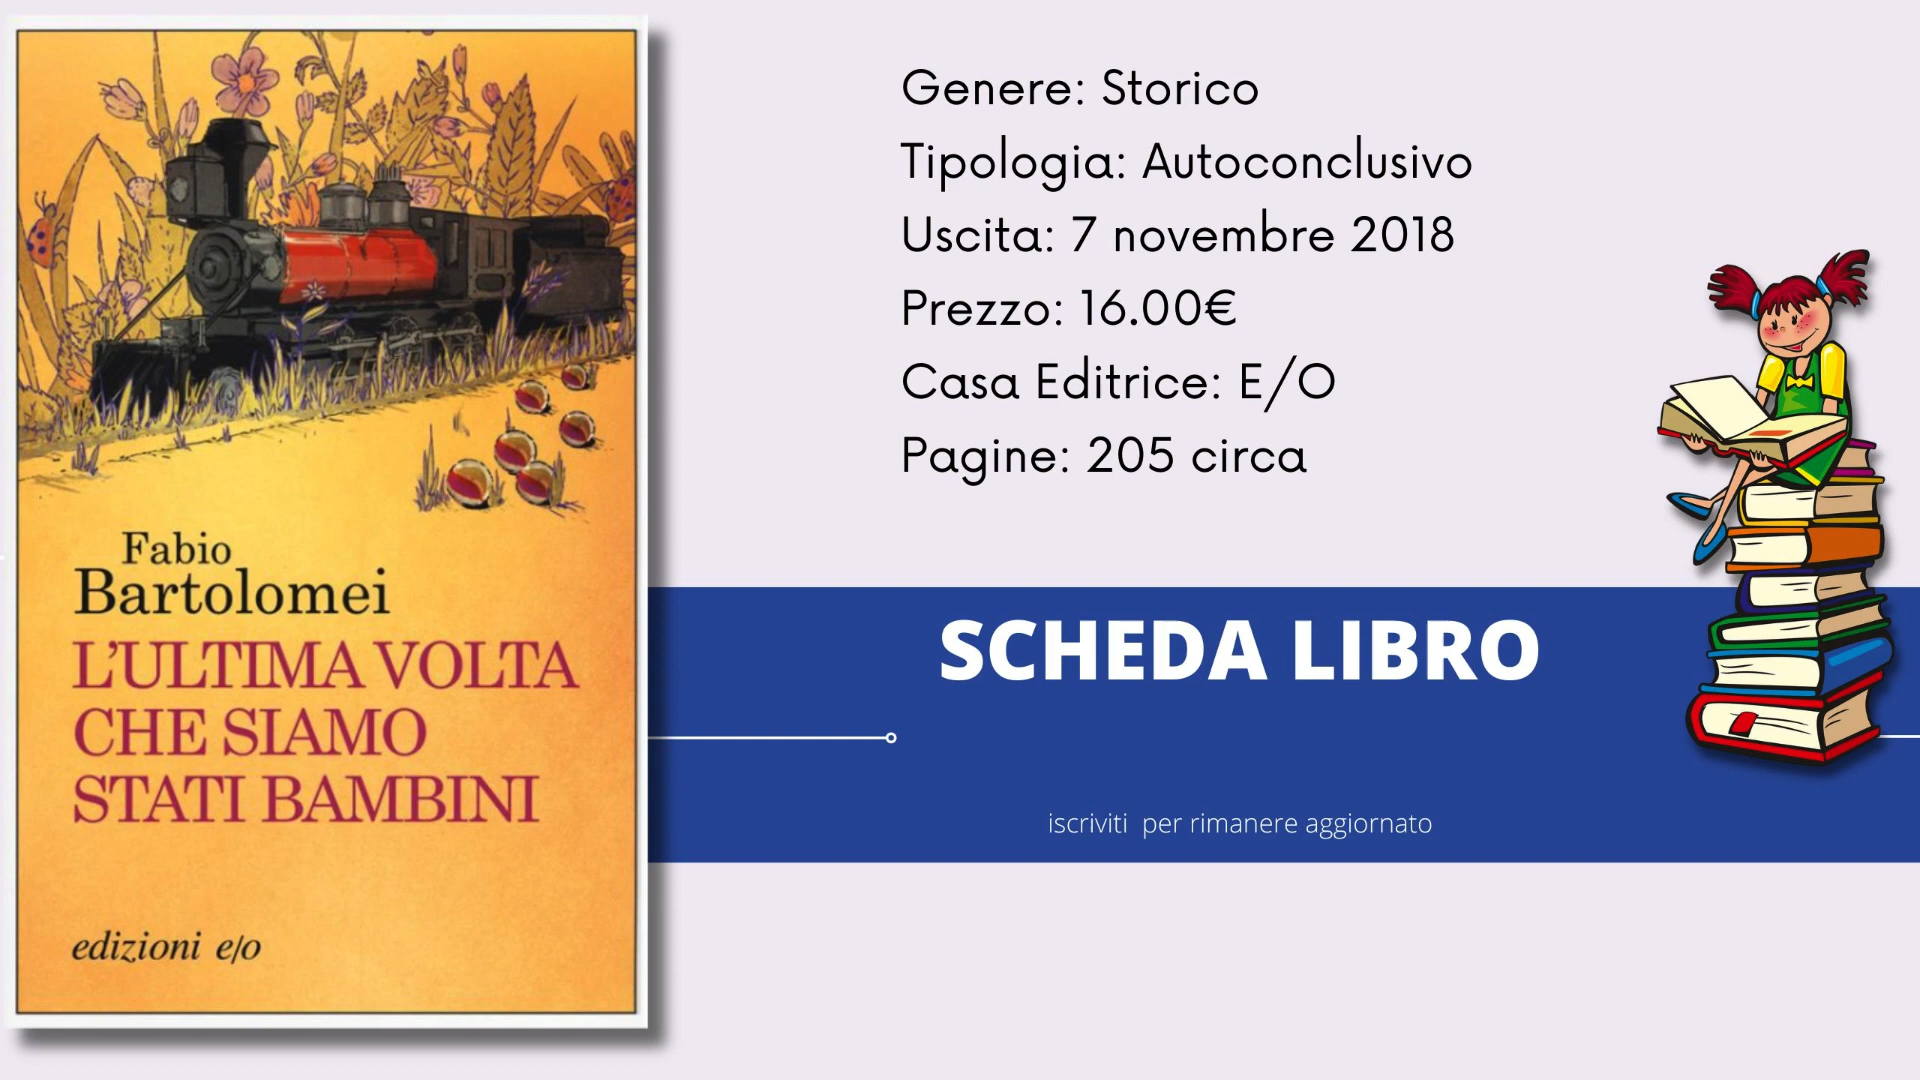 Fabio
Bartolomei
L'ULTIMA VOLTA
CHE SIAMO
STATI BAMBINI
edizioni e/o
Genere: Storico
Tipologia: Autoconclusivo
Uscita: 7 novembre 2018
Prezzo: 16.00€
Casa Editrice: E/O
Pagine: 205 circa
SCHEDA LIBRO
iscriviti per rimanere aggiornato